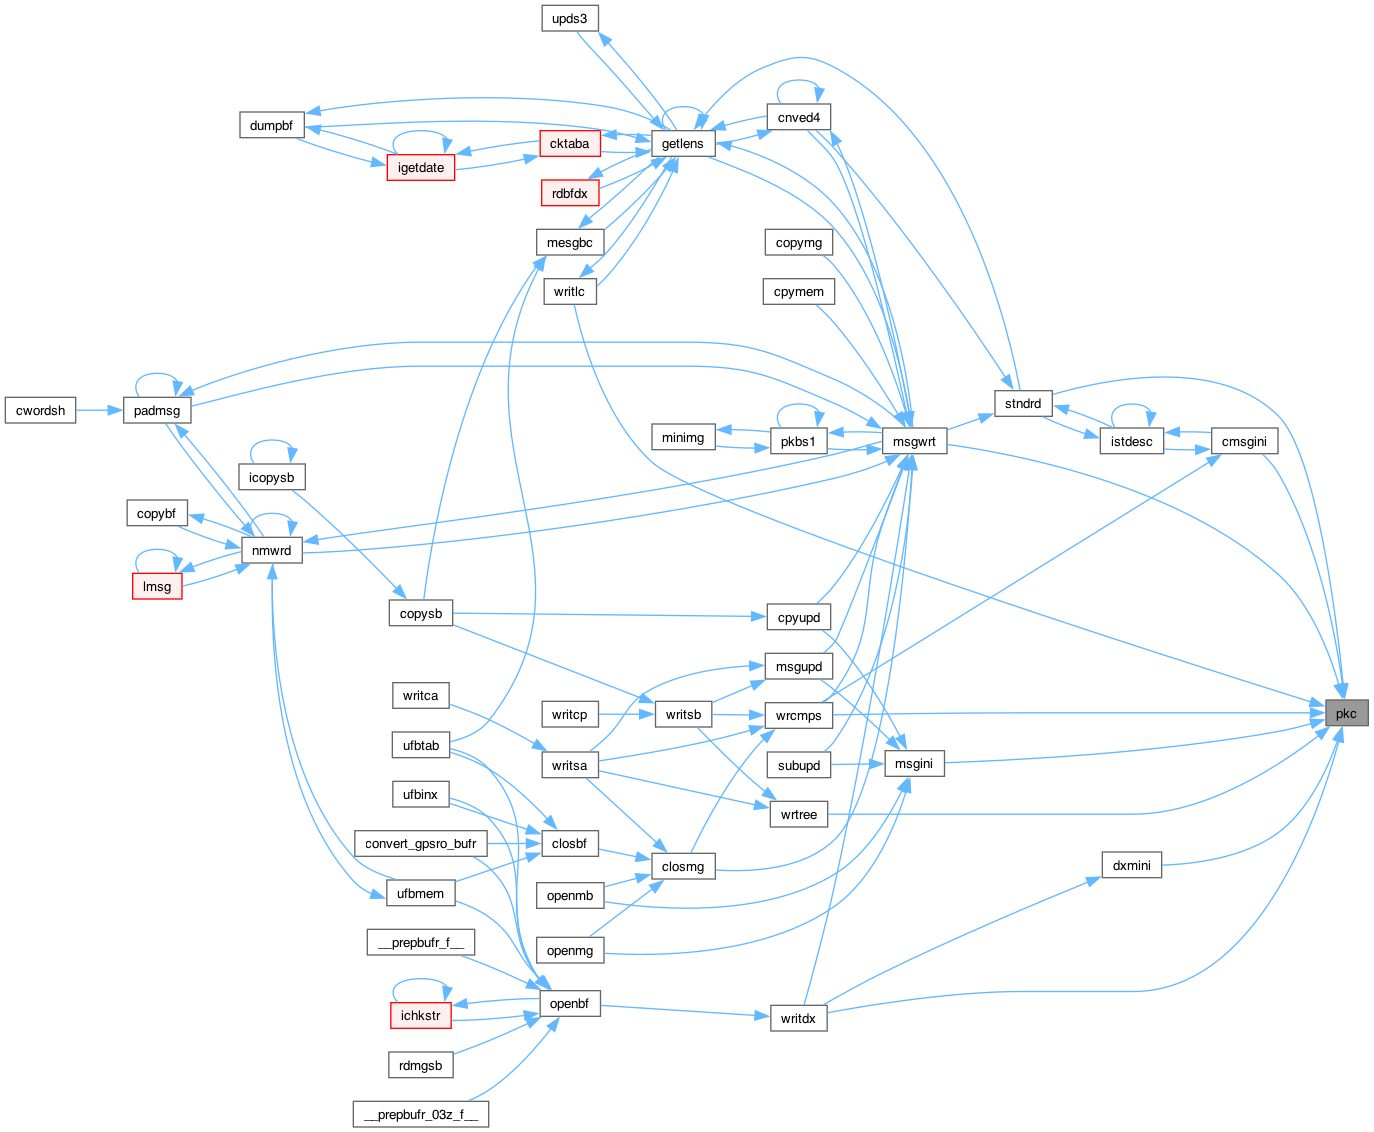 upds3
cnved4
dumpbf
getlens
cktaba
igetdate
rdbfdx
mesgbc
copymg
writlc
cpymem
stndrd
cwordsh
padmsg
minimg
pkbs1
msgwrt
istdesc
cmsgini
icopysb
copybf
nmwrd
lmsg
copysb
cpyupd
msgupd
writca
writcp
writsb
wrcmps
pkc
ufbtab
writsa
subupd
msgini
ufbinx
wrtree
convert_gpsro_bufr
closbf
closmg
dxmini
ufbmem
openmb
__prepbufr_f__
openmg
ichkstr
openbf
writdx
rdmgsb
__prepbufr_03z_f__